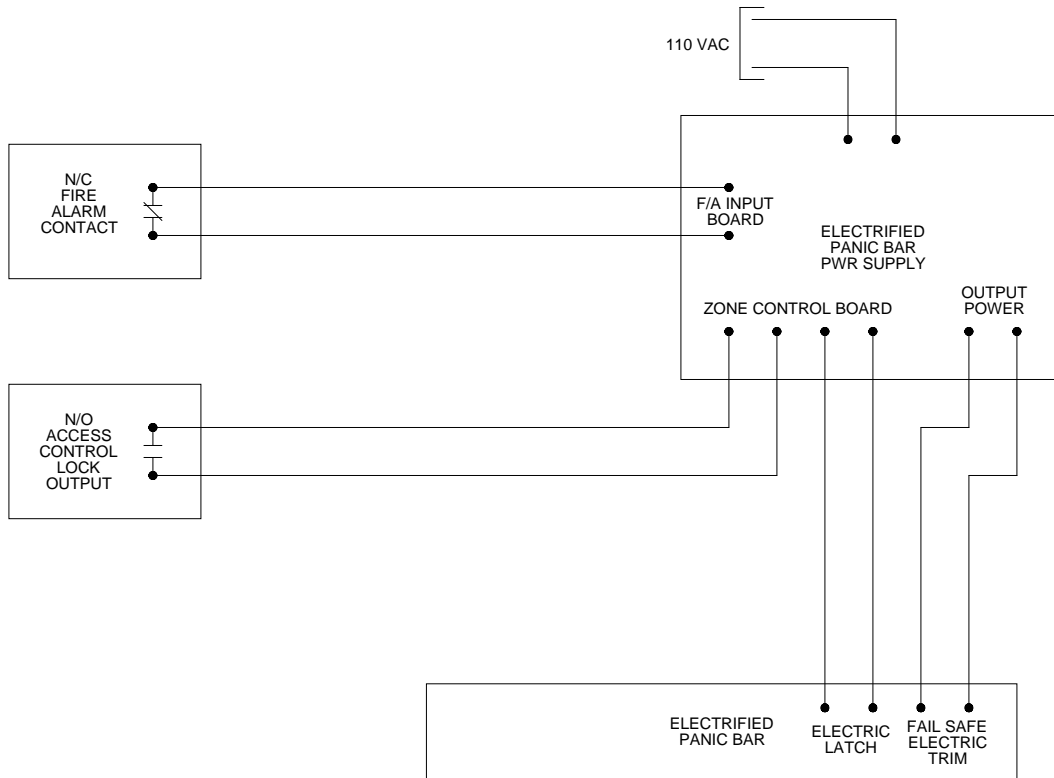 110 VAC
N/C
FIRE
ALARM
CONTACT
F/A INPUT
BOARD
ELECTRIFIED
PANIC BAR
PWR SUPPLY
ZONE CONTROL BOARD
OUTPUT
POWER
N/O
ACCESS
CONTROL
LOCK
OUTPUT
ELECTRIFIED
PANIC BAR
ELECTRIC
LATCH
FAIL SAFE
ELECTRIC
TRIM